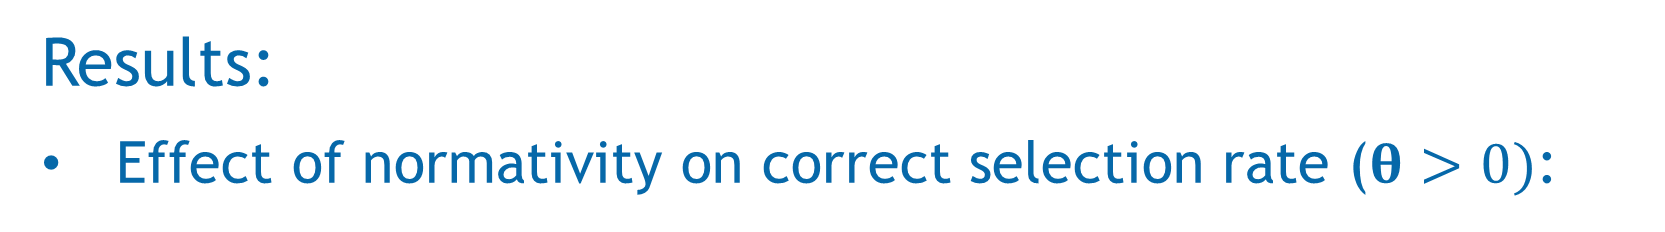 Results:
• Effect of normativity on correct selection rate (θ > 0):